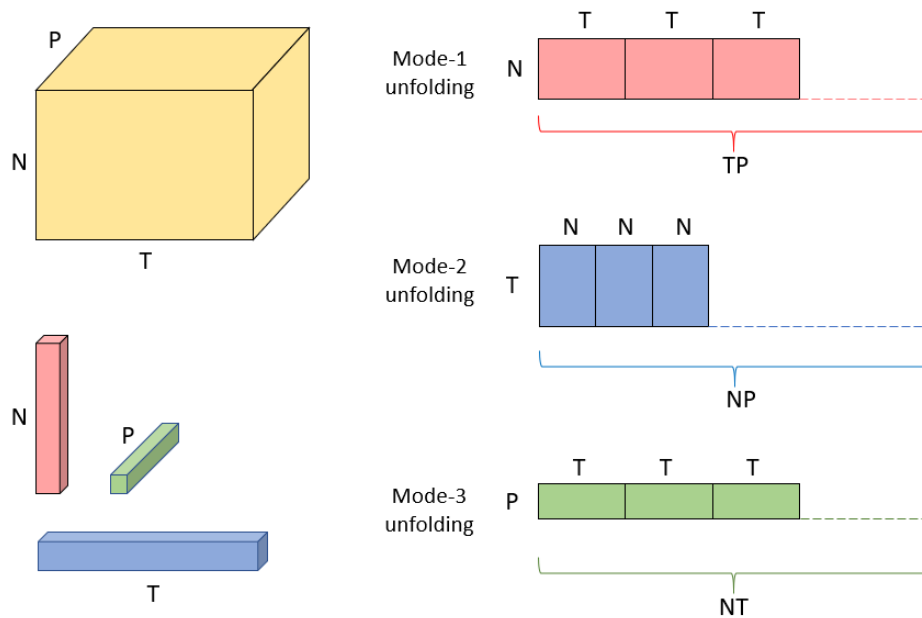 P
N
T
N
P
T
Mode-1
unfolding
T T T
N
TP
Mode-2
unfolding
N N N
T
NP
Mode-3
unfolding
T T T
P
NT